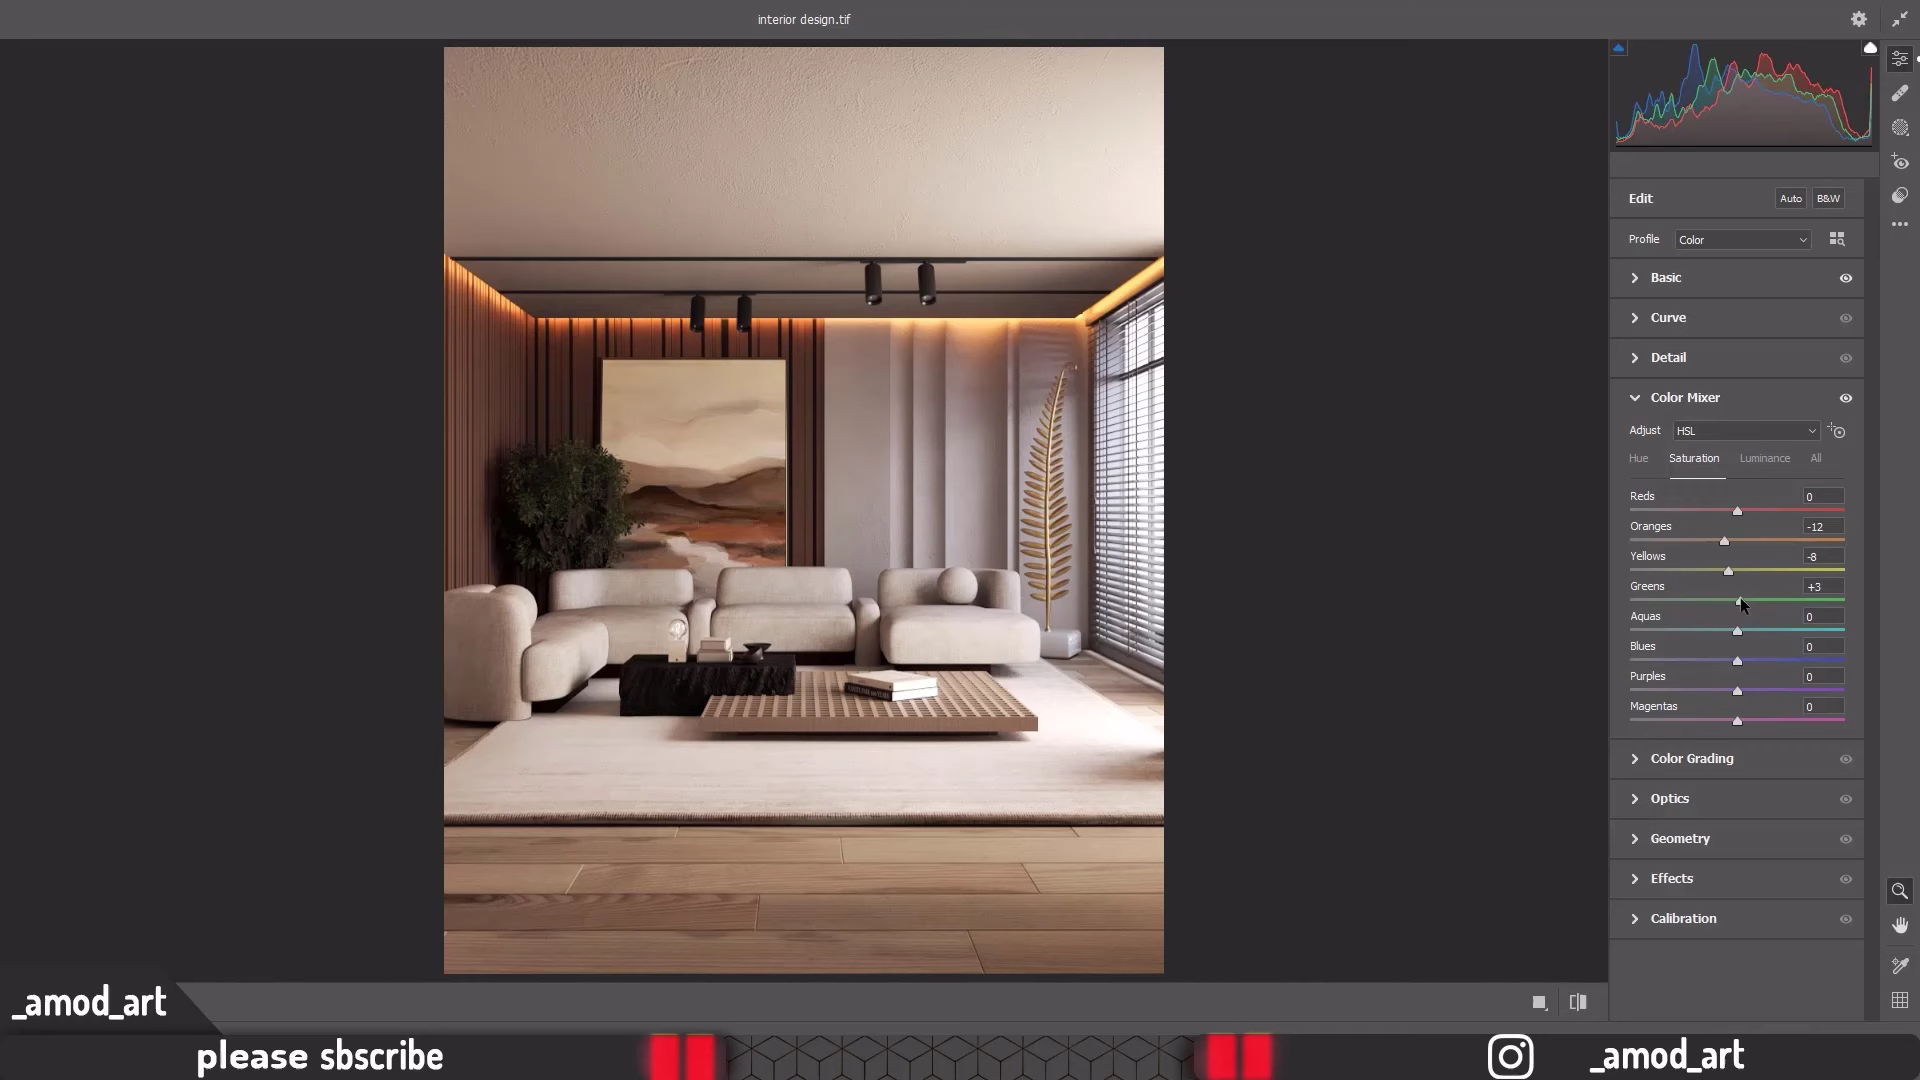 interior design.tif
Edit
Auto
B&W
Profile
Color
Basic
Curve
Detail
Color Mixer
Adjust
HSL
Hue
Saturation
Luminance
All
Reds
0
Oranges
-12
Yellows
-8
Greens
+3
Aquas
0
Blues
0
Purples
0
Magentas
0
Color Grading
Optics
Geometry
Effects
Calibration
_amod_art
please sbscribe
_amod_art